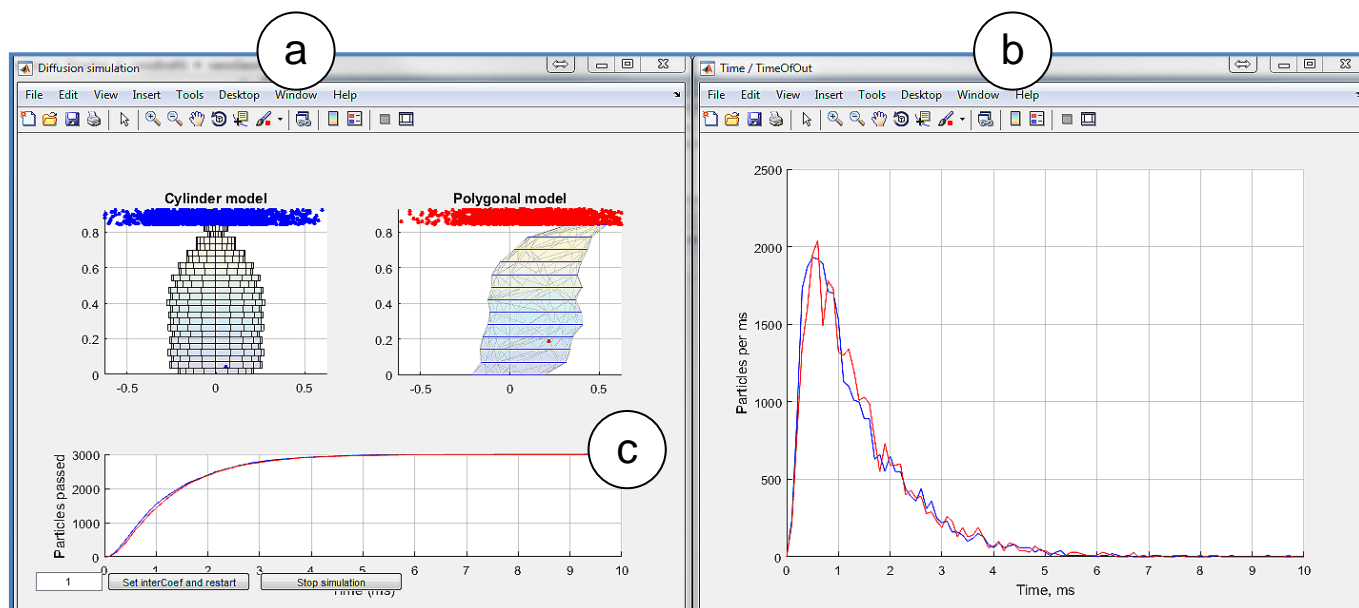 a
b
Diffusion simulation
File Edit View Insert Tools Desktop Window Help
Cylinder model
0.8
0.6
0.4
0.2
0
-0.5 0 0.5
Polygonal model
0.8
0.6
0.4
0.2
0
-0.5 0 0.5
c
Particles passed
3000
2000
1000
0
0 1 2 3 4 5 6 7 8 9 10
Time (ms)
1
Set interCoef and restart
Stop simulation
Time / TimeOfOut
File Edit View Insert Tools Desktop Window Help
Particles per ms
2500
2000
1500
1000
500
0
0 1 2 3 4 5 6 7 8 9 10
Time, ms